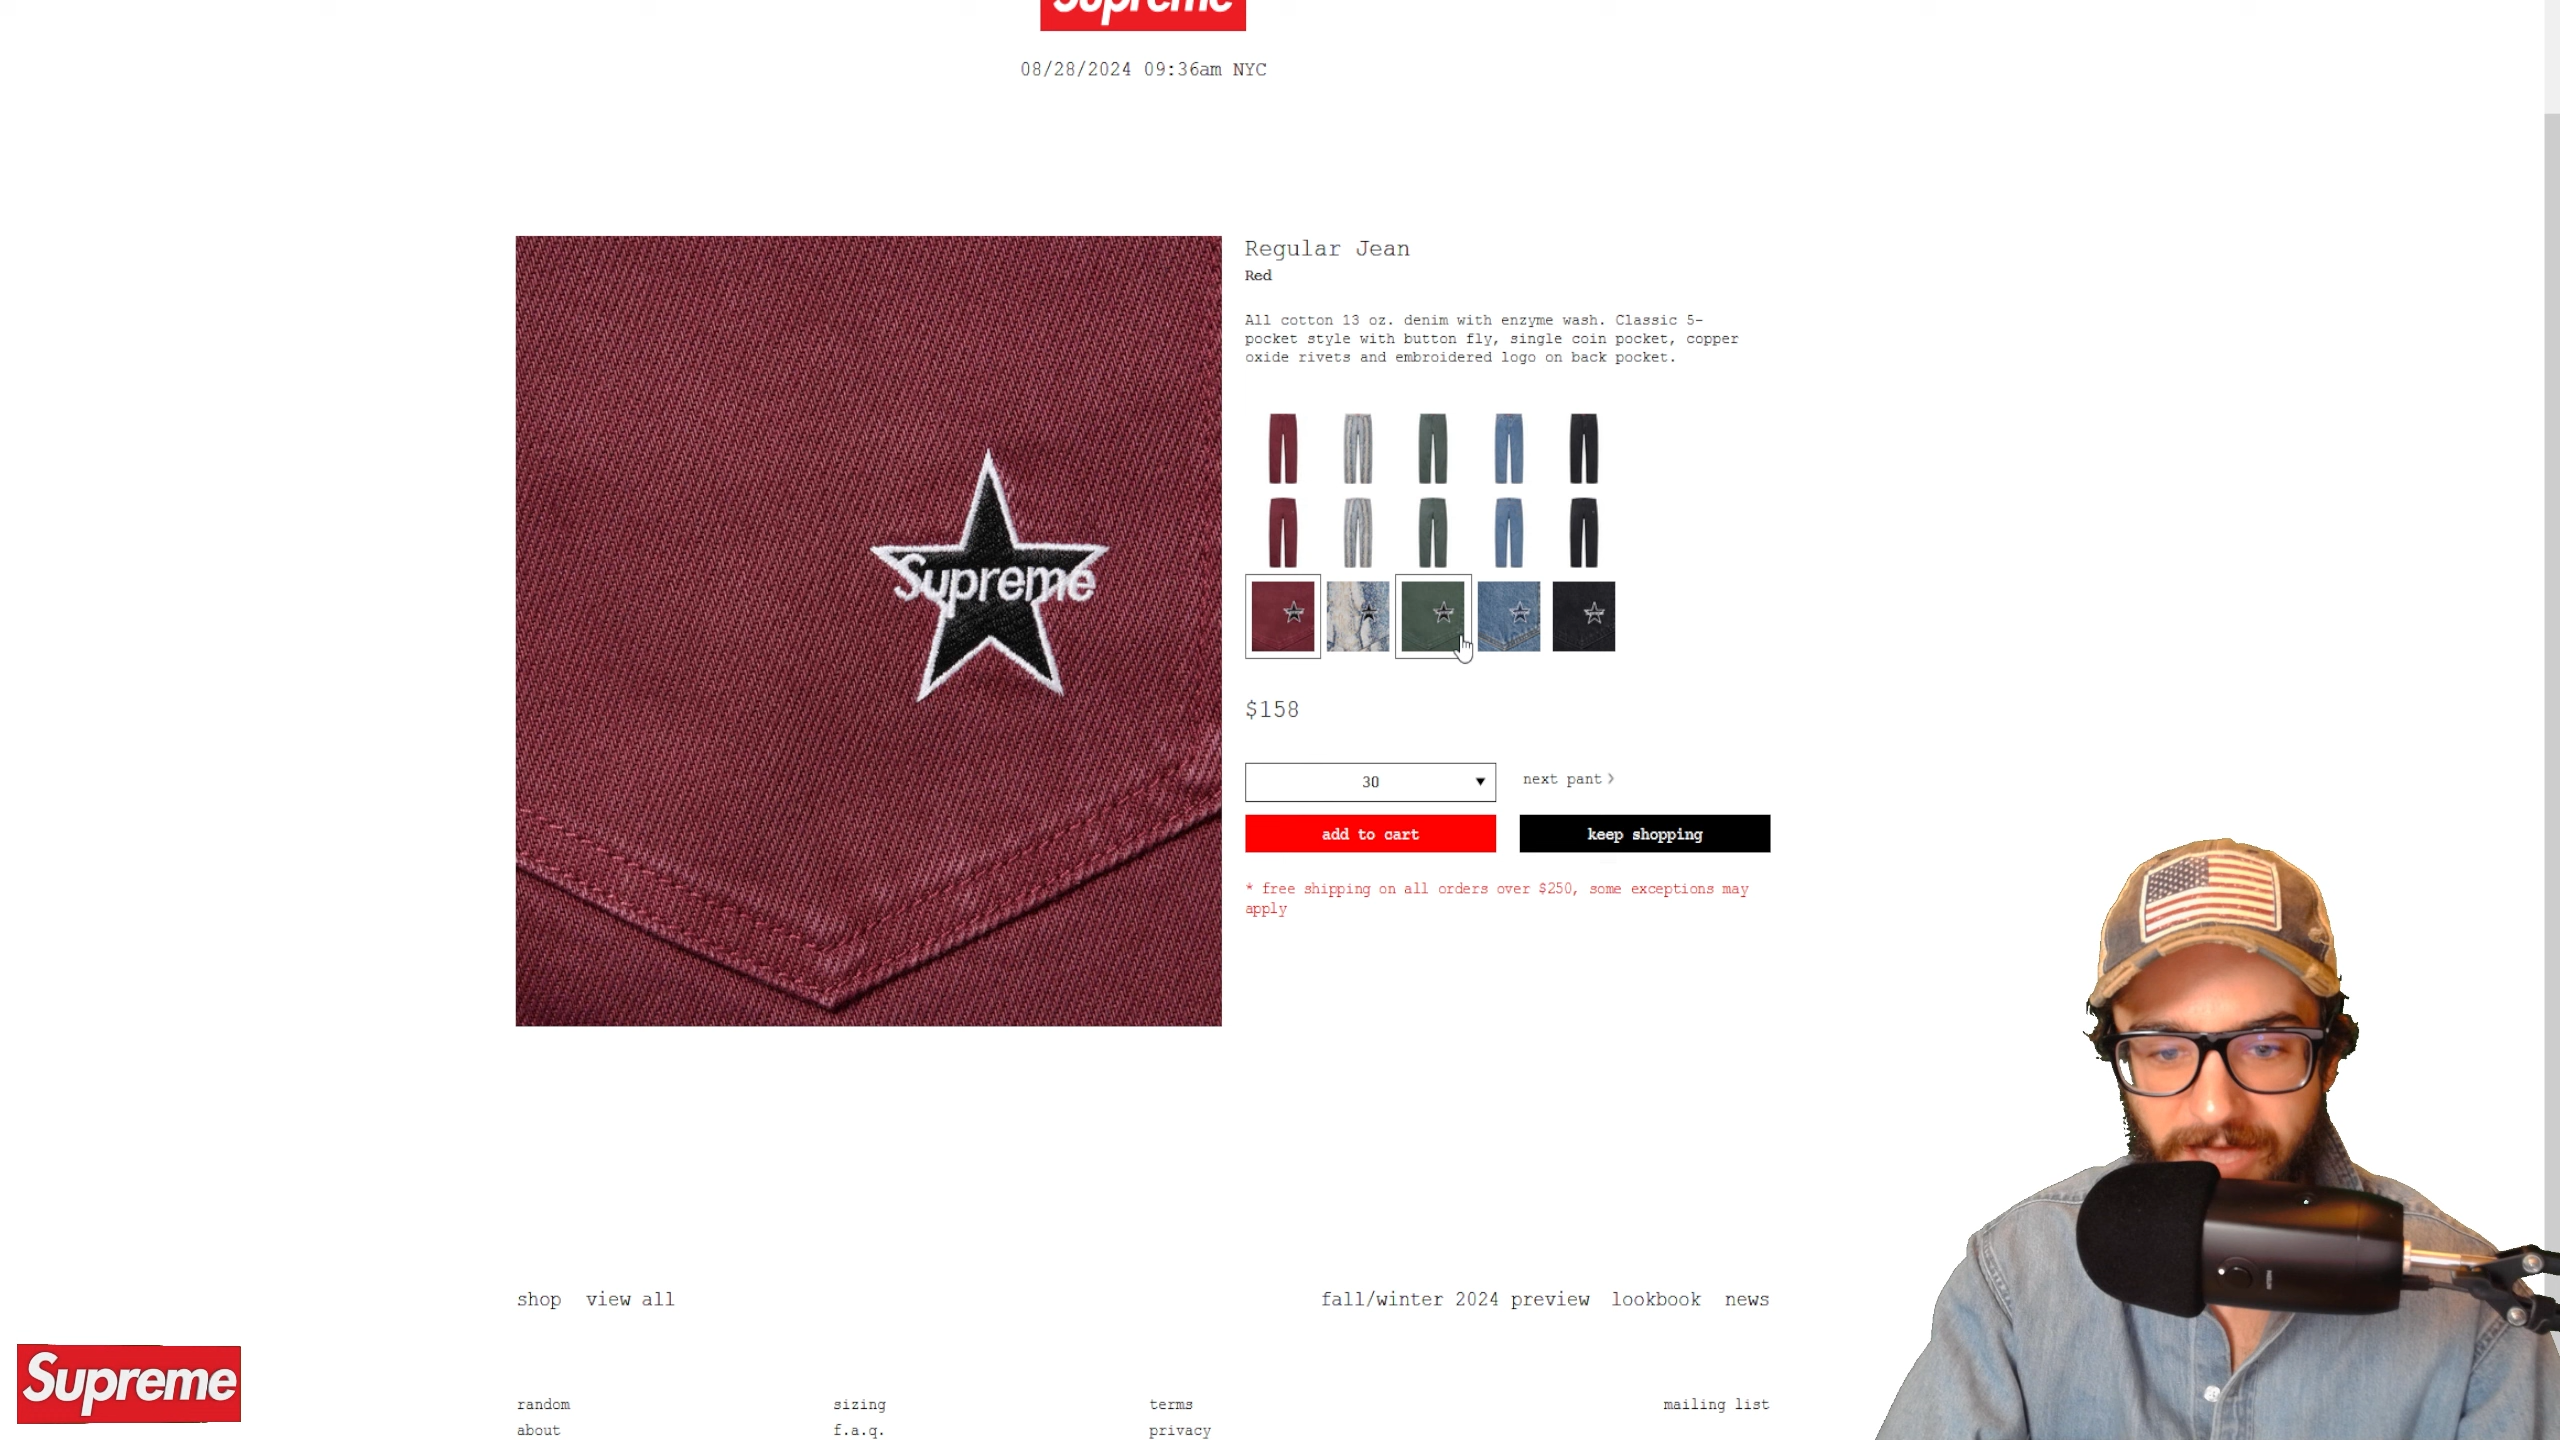 Supreme
08/28/2024 09:36am NYC
Regular Jean
Red
All cotton 13 oz. denim with enzyme wash. Classic 5-
pocket style with button fly, single coin pocket, copper
oxide rivets and embroidered logo on back pocket.
Supreme
$158
30
next pant
add to cart
keep shopping
* free shipping on all orders over $250, some exceptions may
apply
shop view all
fall/winter 2024 preview lookbook news
Supreme
random
sizing
terms
mailing list
about
f.a.q.
privacy